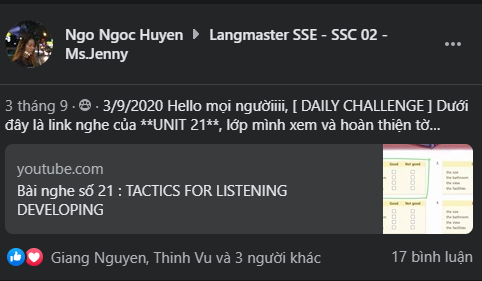 Ngo Ngoc Huyen ▶ Langmaster SSE - SSC 02 -
Ms.Jenny
3 tháng 9 · 3/9/2020 Hello mọi ngườiiii, [ DAILY CHALLENGE ] Dưới
đây là link nghe của **UNIT 21**, lớp mình xem và hoàn thiện tờ...
youtube.com
Bài nghe số 21 : TACTICS FOR LISTENING
DEVELOPING
Good Not good
the size
the bathroom
the view
the facilities
Good Not good
the size
the bathroom
the view
the facilities
Giang Nguyen, Thinh Vu và 3 người khác
17 bình luận